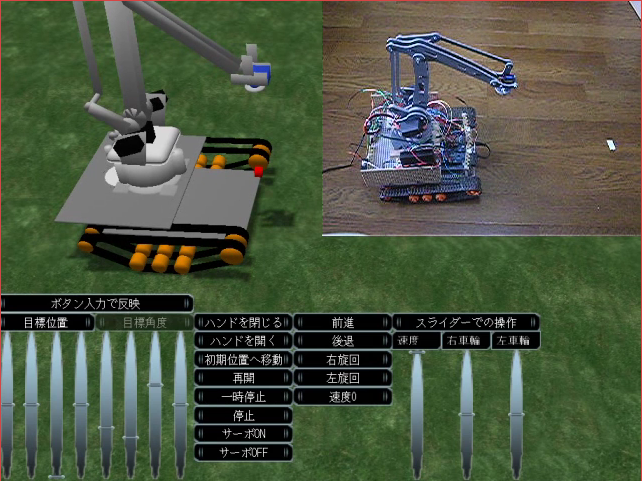 ボタン入力で反映
目標位置 目標角度
ハンドを閉じる
ハンドを開く
初期位置へ移動
再開
一時停止
停止
サーボON
サーボOFF
前進
後退
右旋回
左旋回
速度0
スライダーでの操作
速度 右車輪 左車輪